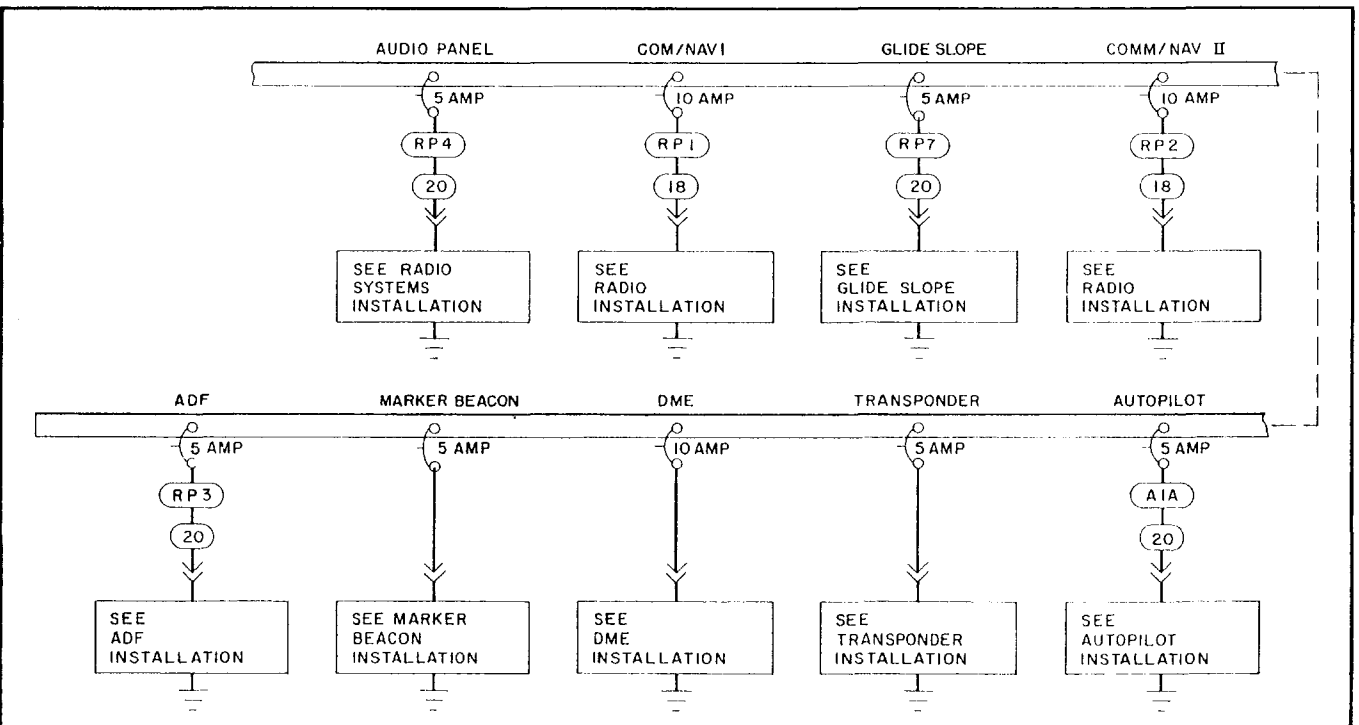 AUDIO PANEL
COM/NAV I
GLIDE SLOPE
COMM/NAV II
5 AMP
10 AMP
5 AMP
10 AMP
RP4
RP1
RP7
RP2
20
18
20
18
SEE RADIO
SYSTEMS
INSTALLATION
SEE
RADIO
INSTALLATION
SEE
GLIDE SLOPE
INSTALLATION
SEE
RADIO
INSTALLATION
ADF
MARKER BEACON
DME
TRANSPONDER
AUTOPILOT
5 AMP
5 AMP
10 AMP
5 AMP
5 AMP
RP3
A1A
20
20
SEE
ADF
INSTALLATION
SEE MARKER
BEACON
INSTALLATION
SEE
DME
INSTALLATION
SEE
TRANSPONDER
INSTALLATION
SEE
AUTOPILOT
INSTALLATION